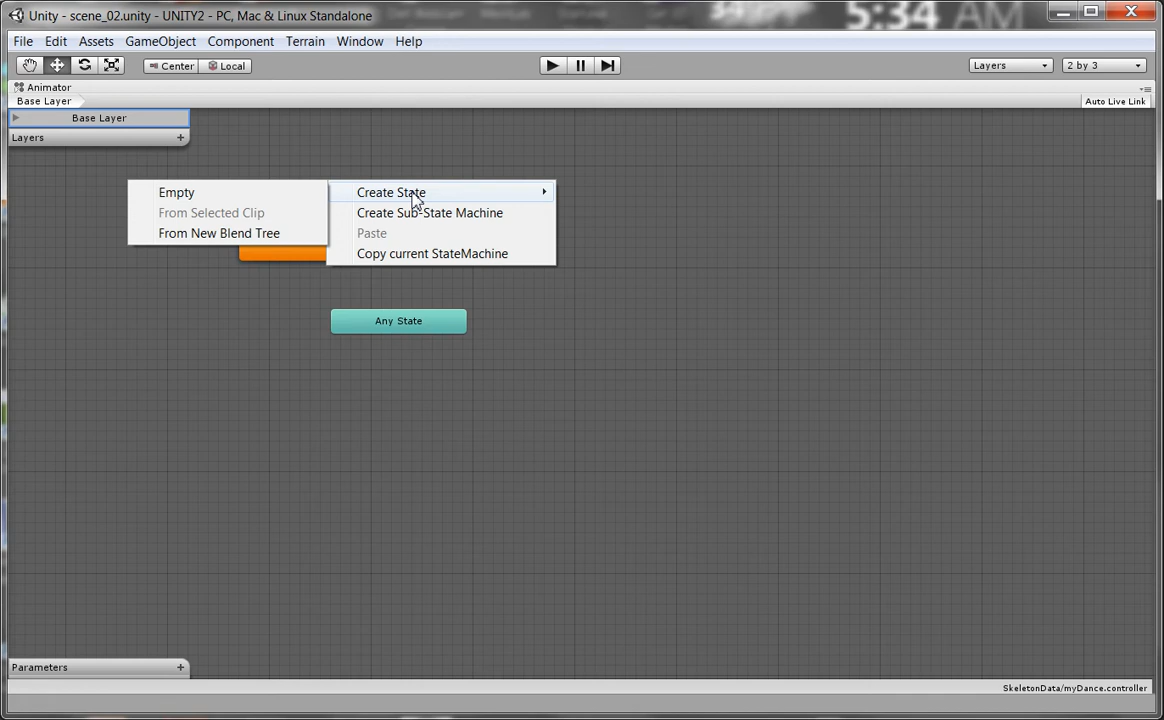 Unity - scene_02.unity - UNITY2 - PC, Mac & Linux Standalone
5:34 AM
File Edit Assets GameObject Component Terrain Window Help
Center Local Layers 2 by 3
Animator
Base Layer Auto Live Link
Base Layer
Layers +
Empty
From Selected Clip
From New Blend Tree
Create State
Create Sub-State Machine
Paste
Copy current StateMachine
Any State
Parameters +
SkeletonData/myDance.controller